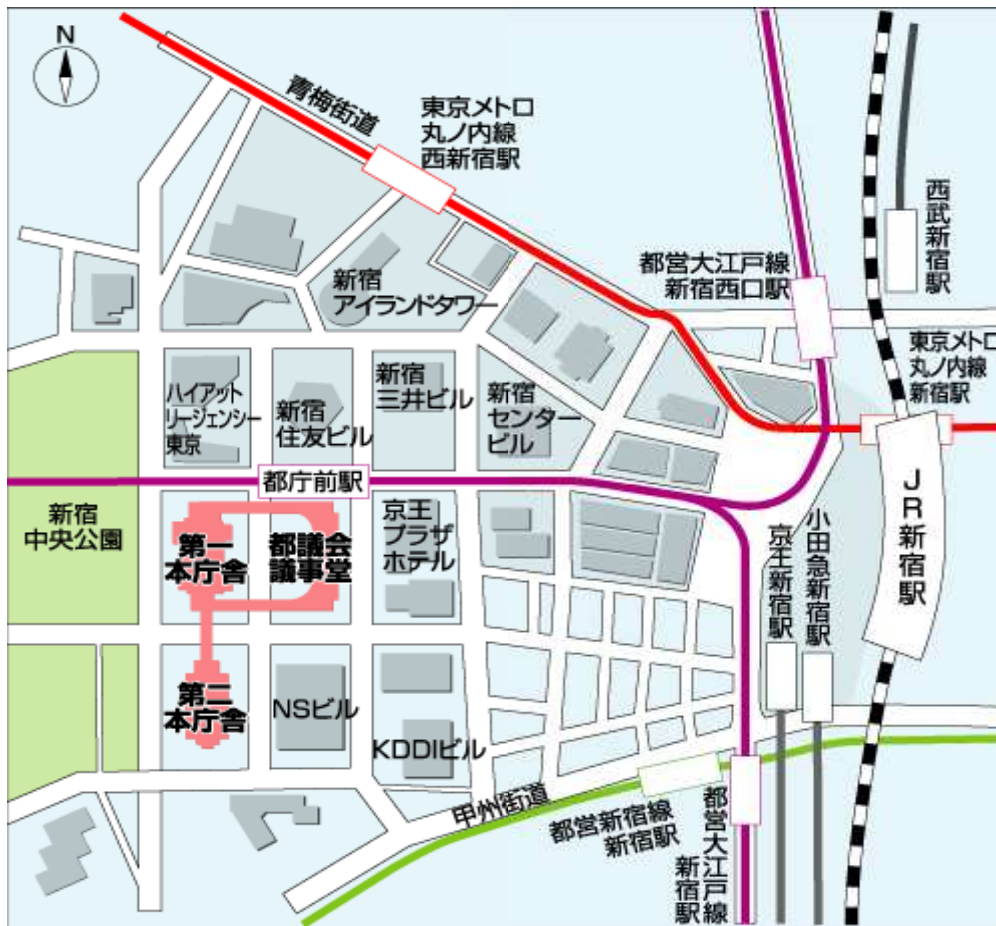 N
青梅街道
東京メトロ
丸ノ内線
西新宿駅
西武新宿駅
都営大江戸線
新宿西口駅
新宿
アイランドタワー
東京メトロ
丸ノ内線
新宿駅
ハイアット
リージェンシー
東京
新宿
住友ビル
新宿
三井ビル
新宿
センター
ビル
都庁前駅
JR新宿駅
新宿
中央公園
第一
本庁舎
都議会
議事堂
京王
プラザ
ホテル
京王新宿駅
小田急新宿駅
第二
本庁舎
NSビル
KDDIビル
甲州街道
都営新宿線
新宿駅
都営大江戸線
新宿駅